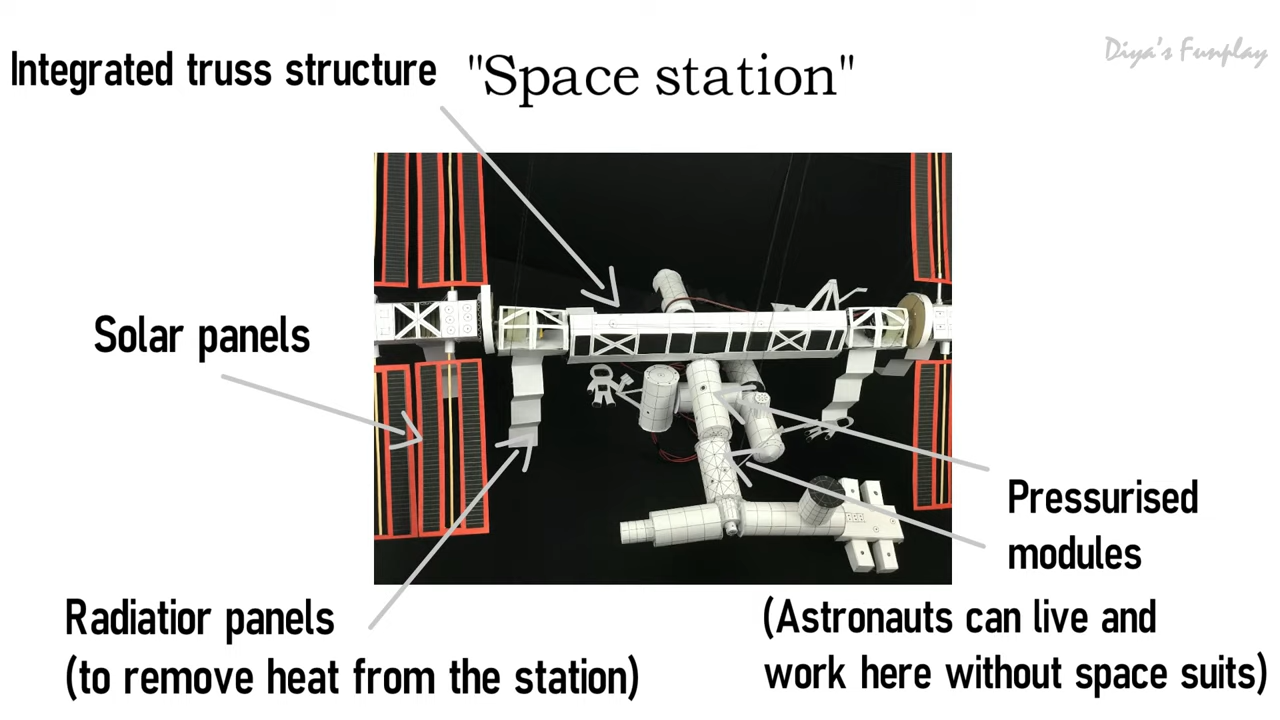 Diya's Funplay
Integrated truss structure
"Space station"
Solar panels
Pressurised
modules
Radiatior panels
(to remove heat from the station)
(Astronauts can live and
work here without space suits)